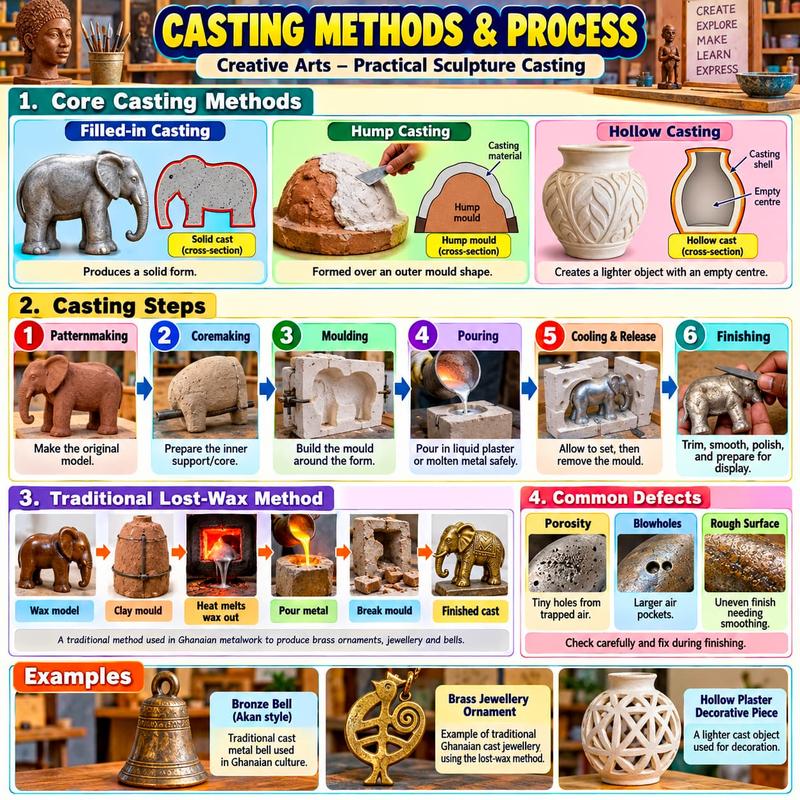 CASTING METHODS & PROCESS
Creative Arts – Practical Sculpture Casting
CREATE
EXPLORE
MAKE
LEARN
EXPRESS
1. Core Casting Methods
Filled-in Casting
Solid cast
(cross-section)
Produces a solid form.
Hump Casting
Casting
material
Hump
mould
Hump mould
(cross-section)
Formed over an outer mould shape.
Hollow Casting
Casting
shell
Empty
centre
Hollow cast
(cross-section)
Creates a lighter object with an empty centre.
2. Casting Steps
1 Patternmaking
Make the original
model.
2 Coremaking
Prepare the inner
support/core.
3 Moulding
Build the mould
around the form.
4 Pouring
Pour in liquid plaster
or molten metal safely.
5 Cooling & Release
Allow to set, then
remove the mould.
6 Finishing
Trim, smooth, polish,
and prepare for
display.
3. Traditional Lost-Wax Method
Wax model
Clay mould
Heat melts
wax out
Pour metal
Break mould
Finished cast
A traditional method used in Ghanaian metalwork to produce brass ornaments, jewellery and bells.
4. Common Defects
Porosity
Tiny holes from
trapped air.
Blowholes
Larger air
pockets.
Rough Surface
Uneven finish
needing
smoothing.
Check carefully and fix during finishing.
Examples
Bronze Bell
(Akan style)
Traditional cast
metal bell used
in Ghanaian culture.
Brass Jewellery
Ornament
Example of traditional
Ghanaian cast jewellery
using the lost-wax method.
Hollow Plaster
Decorative Piece
A lighter cast object
used for decoration.